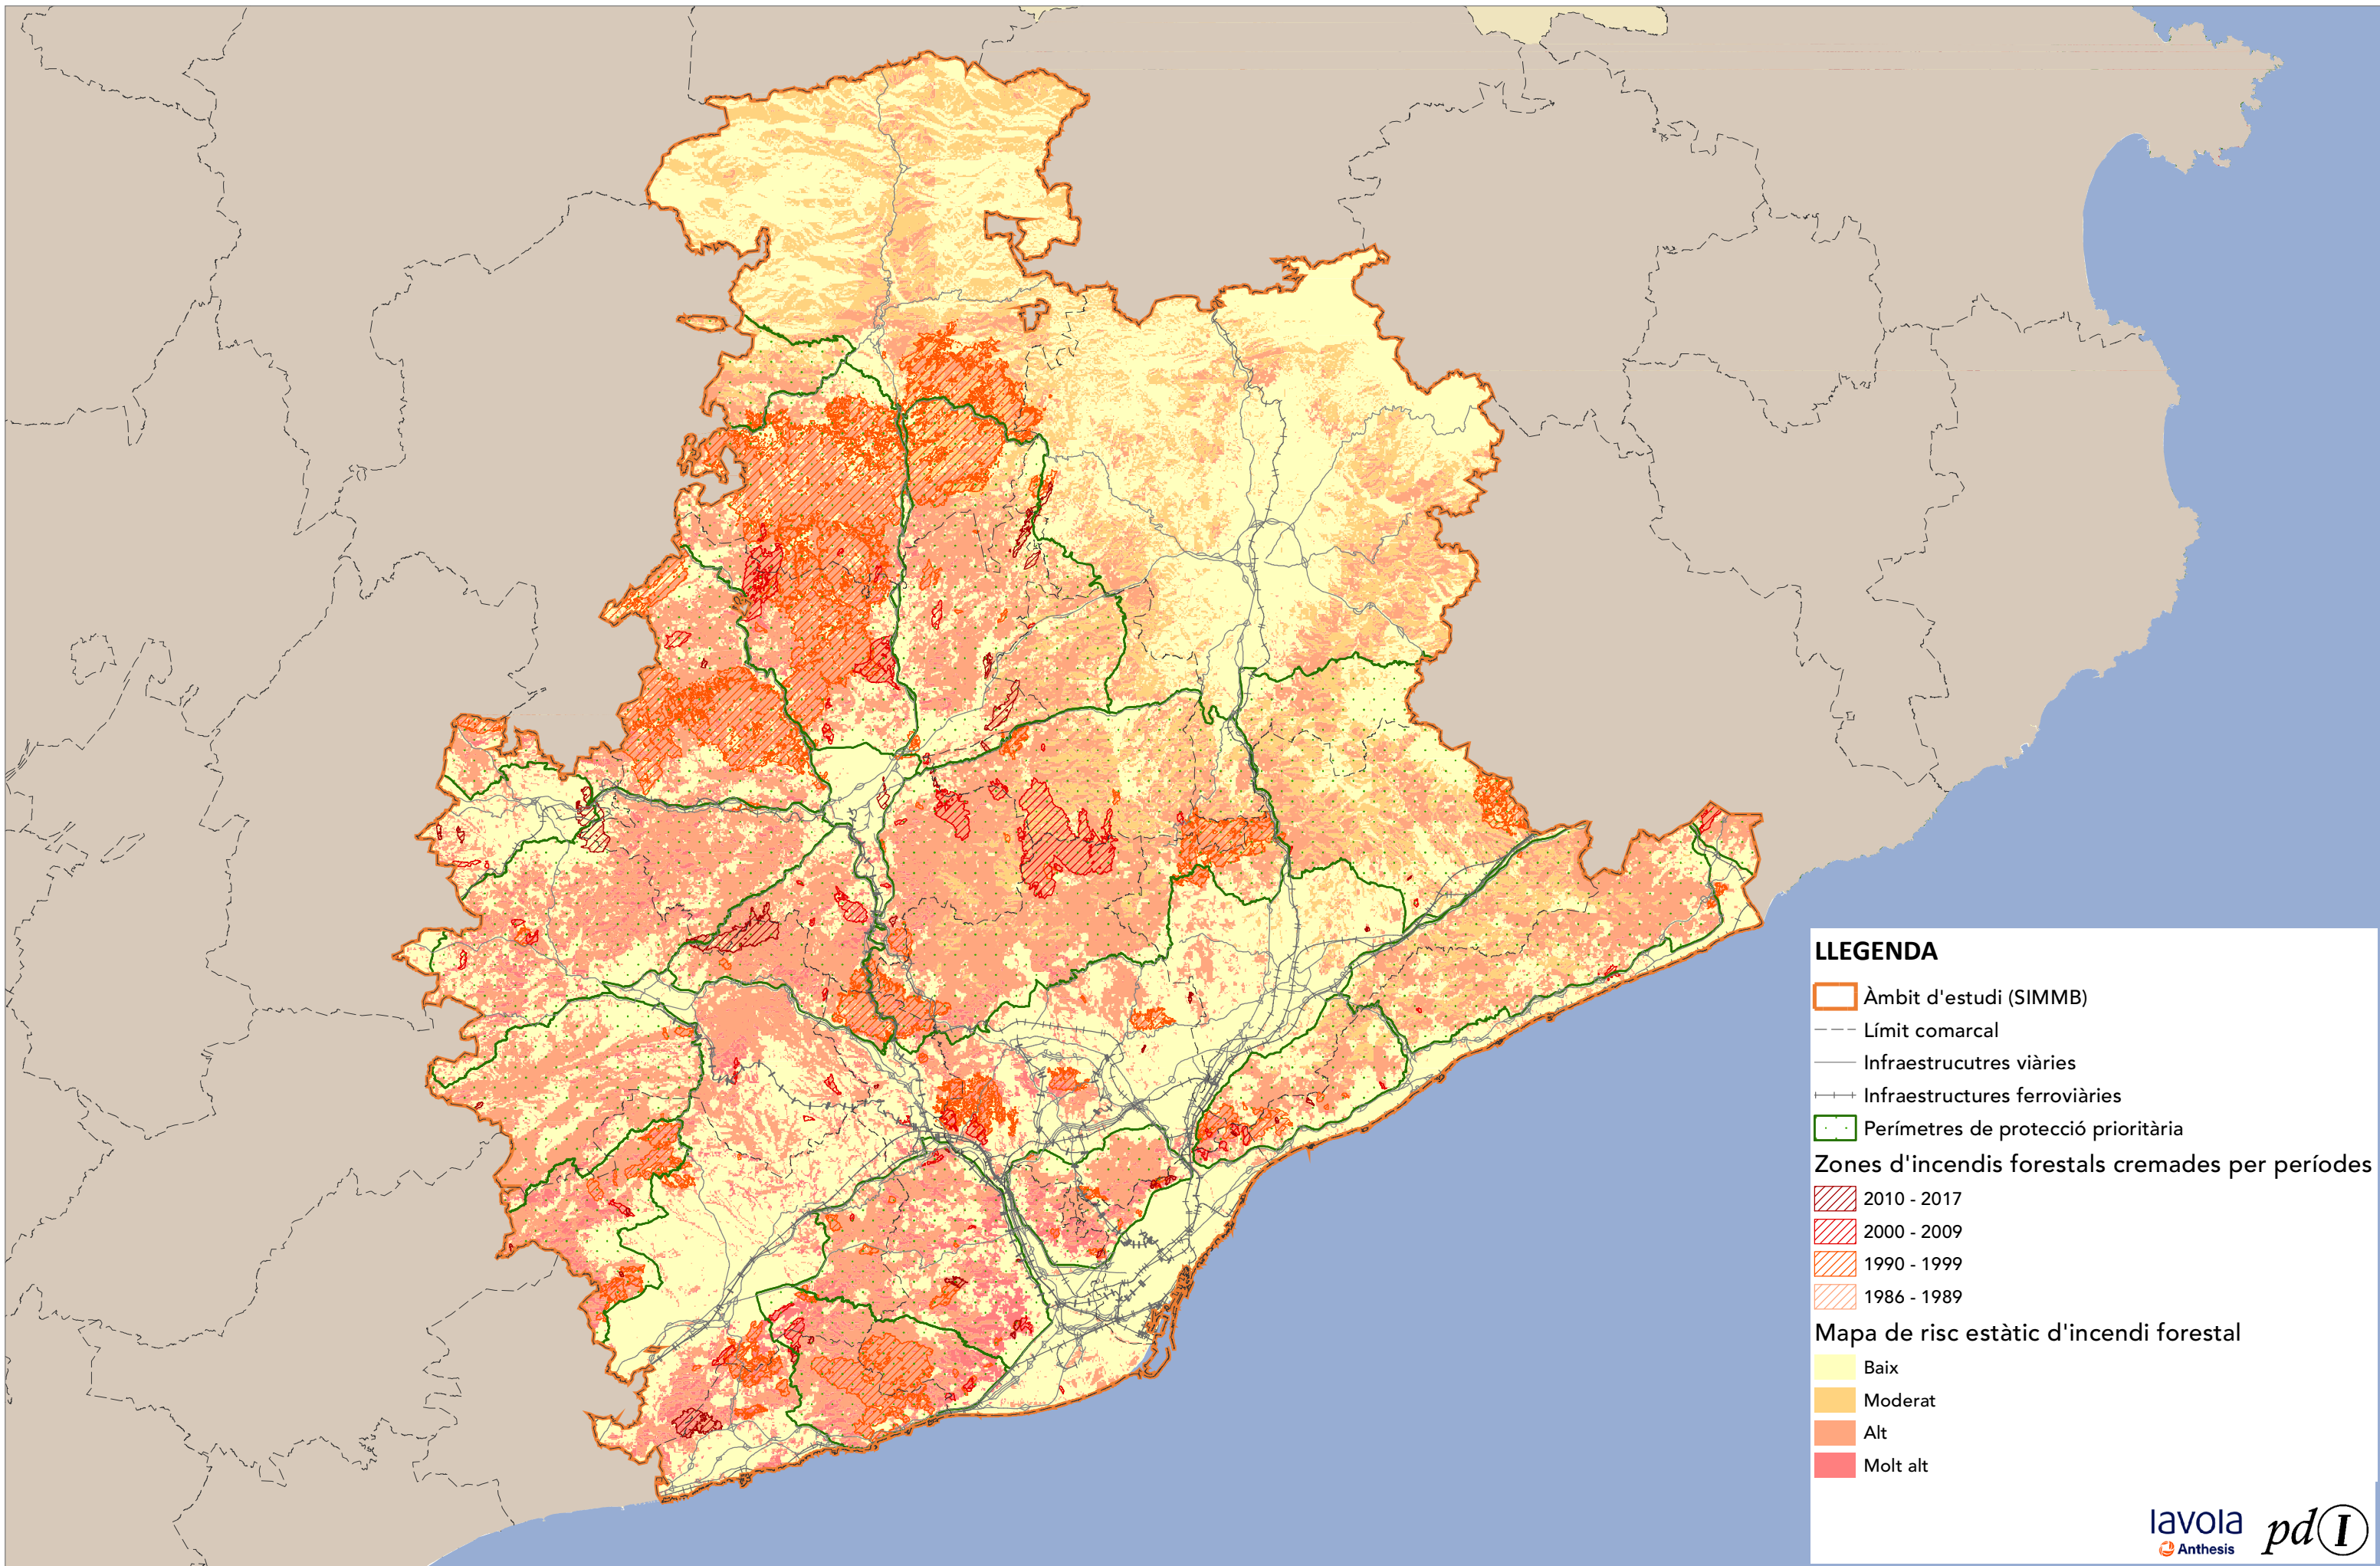 LLEGENDA
Àmbit d'estudi (SIMMB)
Límit comarcal
Infraestrucutres viàries
Infraestructures ferroviàries
Perímetres de protecció prioritària
Zones d'incendis forestals cremades per períodes
2010 - 2017
2000 - 2009
1990 - 1999
1986 - 1989
Mapa de risc estàtic d'incendi forestal
Baix
Moderat
Alt
Molt alt
lavola
Anthesis
pdI